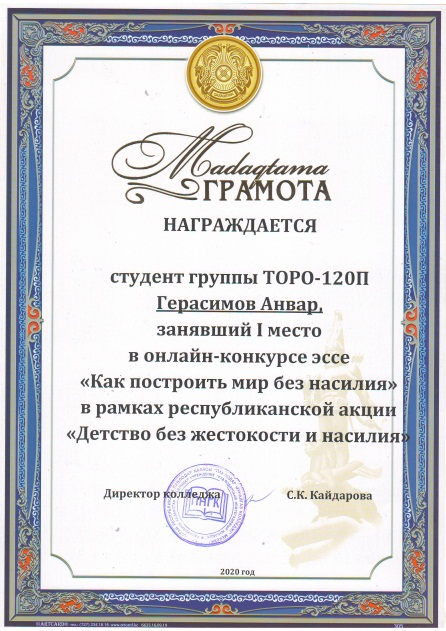 Madaqtama
ГРАМОТА
НАГРАЖДАЕТСЯ
студент группы ТОРО-120П
Герасимов Анвар,
занявший I место
в онлайн-конкурсе эссе
«Как построить мир без насилия»
в рамках республиканской акции
«Детство без жестокости и насилия»
Директор колледжа С.К. Кайдарова
2020 год